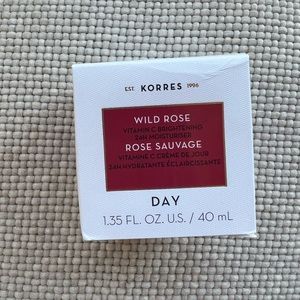 EST. KORRES 1996
WILD ROSE
VITAMIN C BRIGHTENING
24H MOISTURISER
ROSE SAUVAGE
VITAMINE C CRÈME DE JOUR
24H HYDRATANTE ÉCLAIRCISSANTE
DAY
1.35 FL. OZ. U.S. / 40 mL